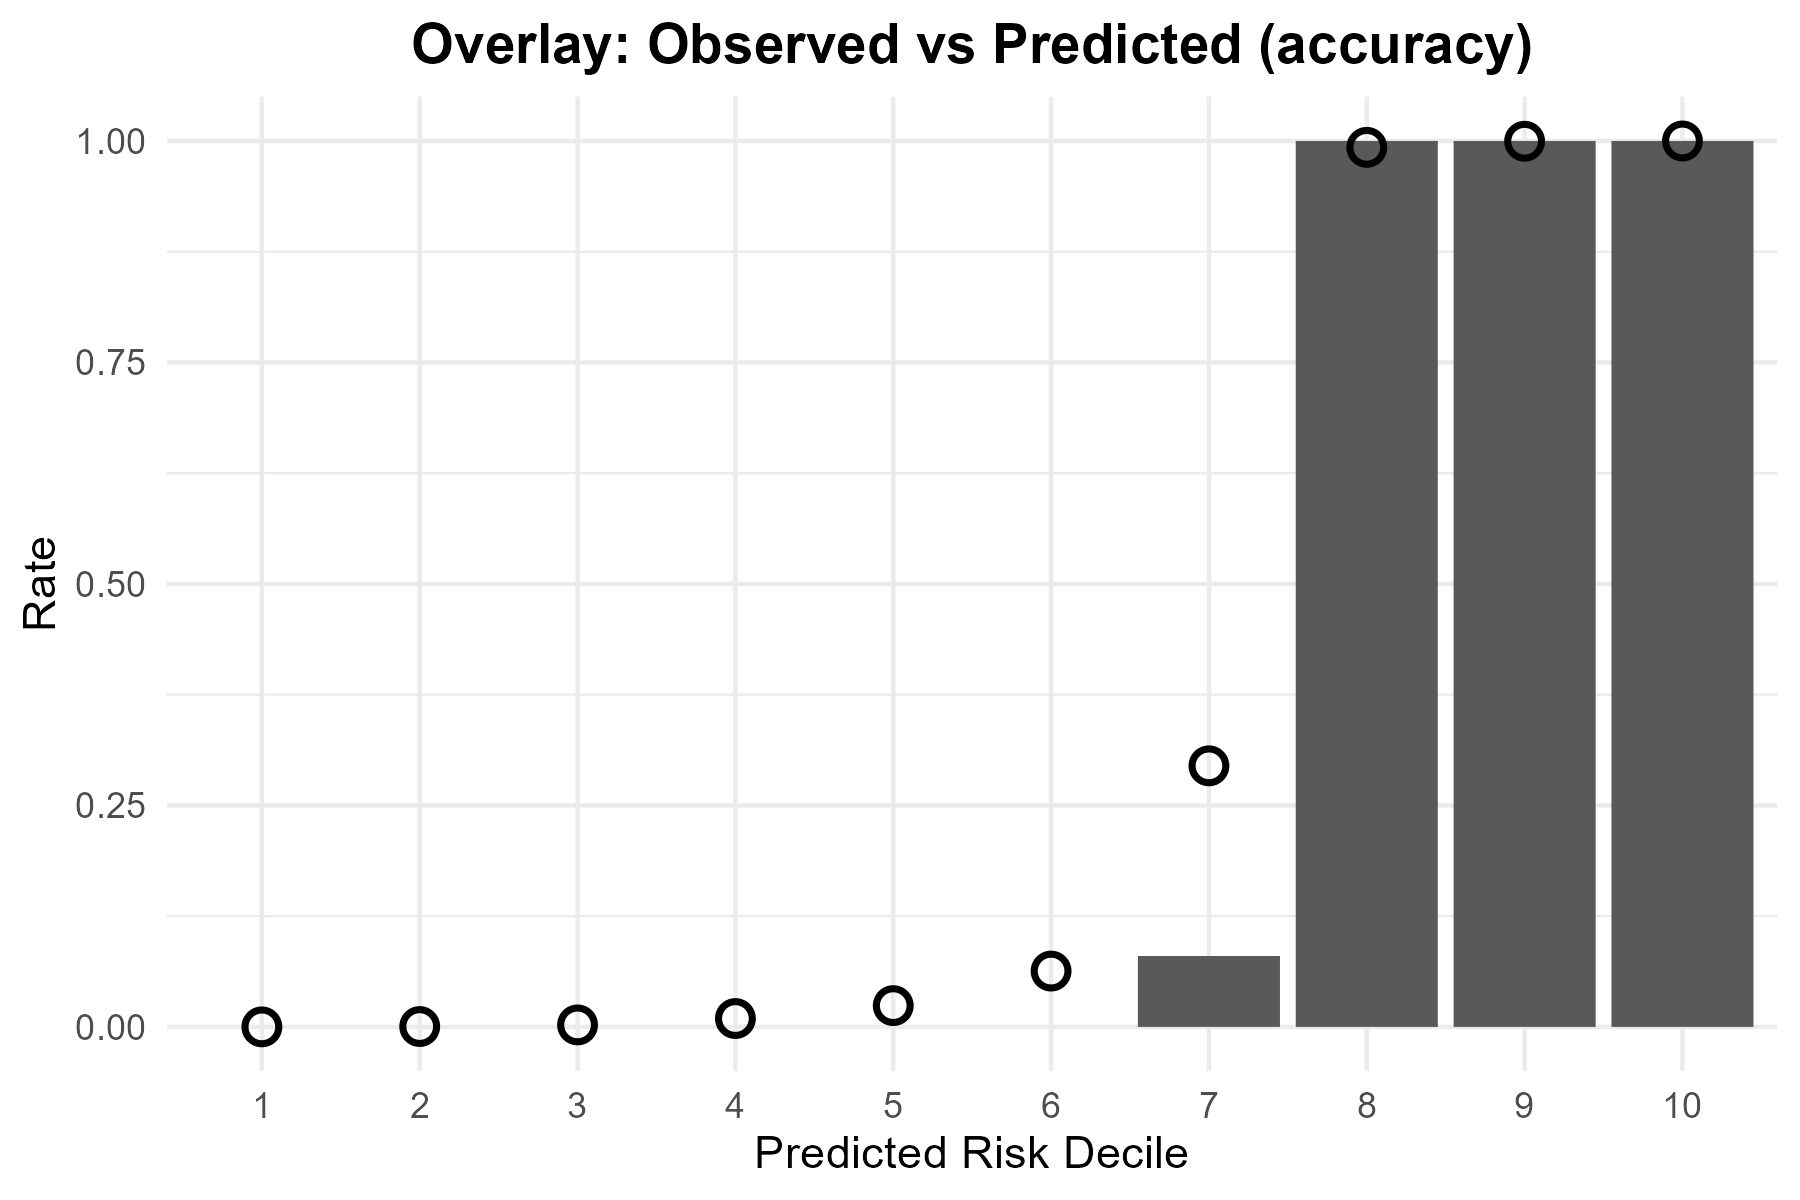 Overlay: Observed vs Predicted (accuracy)
1.00
0.75
0.50
0.25
0.00
Rate
1 2 3 4 5 6 7 8 9 10
Predicted Risk Decile